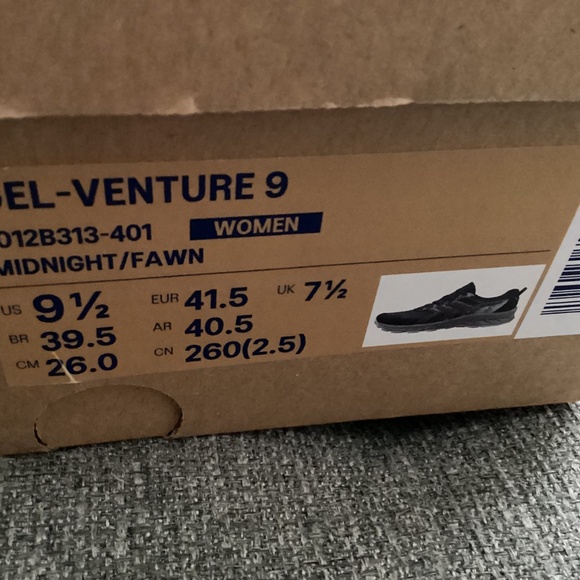 GEL-VENTURE 9
012B313-401 WOMEN
MIDNIGHT/FAWN
US 9½ EUR 41.5 UK 7½
BR 39.5 AR 40.5
CM 26.0 CN 260(2.5)